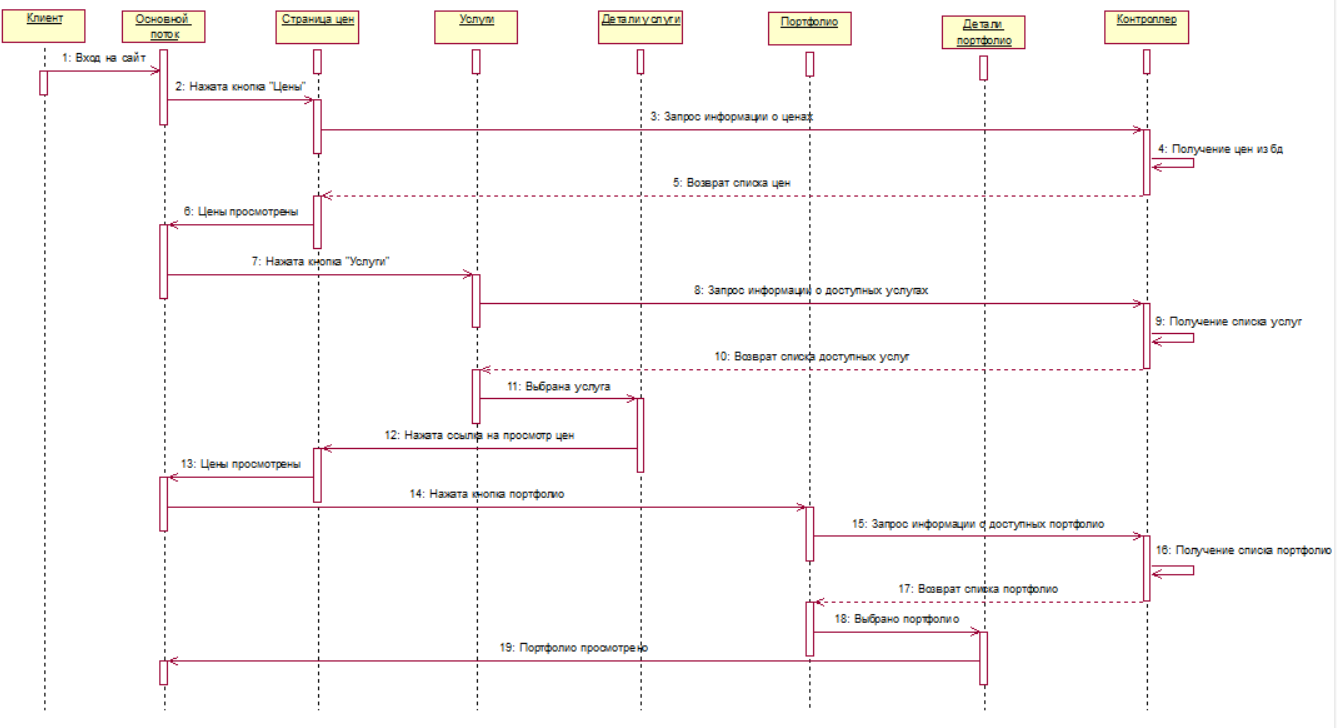 Клиент
Основной
поток
Страница цен
Услуги
Детали услуги
Портфолио
Детали
портфолио
Контроллер
1: Вход на сайт
2: Нажата кнопка "Цены"
3: Запрос информации о ценах
4: Получение цен из бд
5: Возврат списка цен
6: Цены просмотрены
7: Нажата кнопка "Услуги"
8: Запрос информации о доступных услугах
9: Получение списка услуг
10: Возврат списка доступных услуг
11: Выбрана услуга
12: Нажата ссылка на просмотр цен
13: Цены просмотрены
14: Нажата кнопка портфолио
15: Запрос информации о доступных портфолио
16: Получение списка портфолио
17: Возврат списка портфолио
18: Выбрано портфолио
19: Портфолио просмотрено